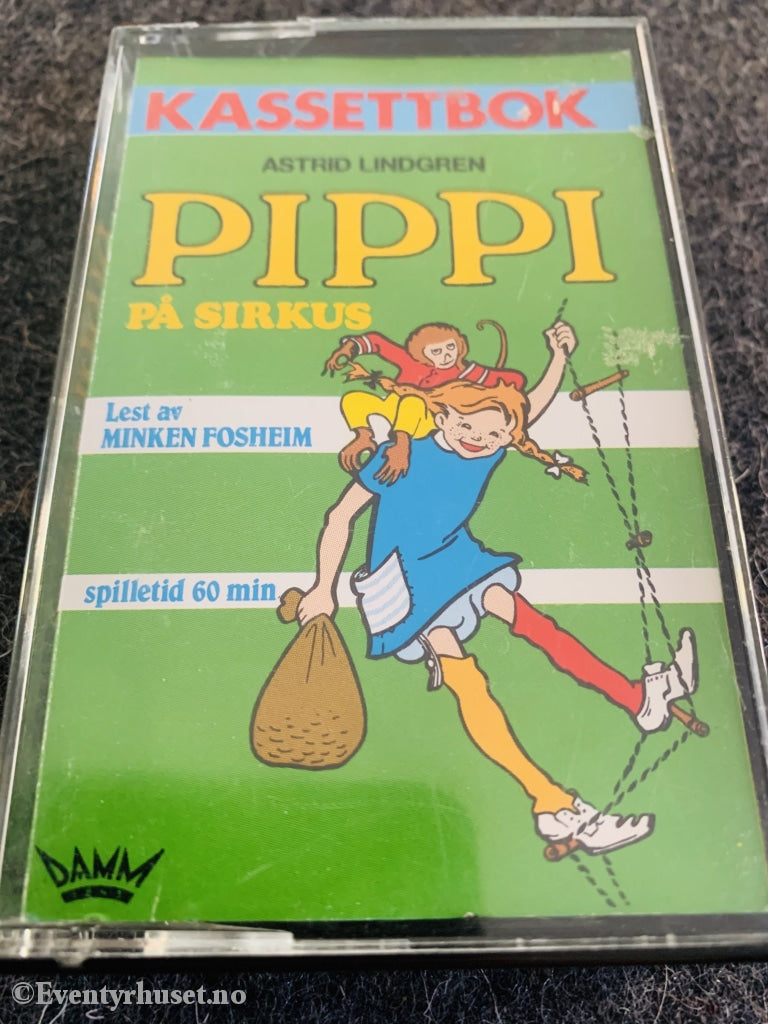 KASSETTBOK
ASTRID LINDGREN
PIPPI
PÅ SIRKUS
Lest av
MINKEN FOSHEIM
spilletid 60 min
DAMM
©Eventyrhuset.no